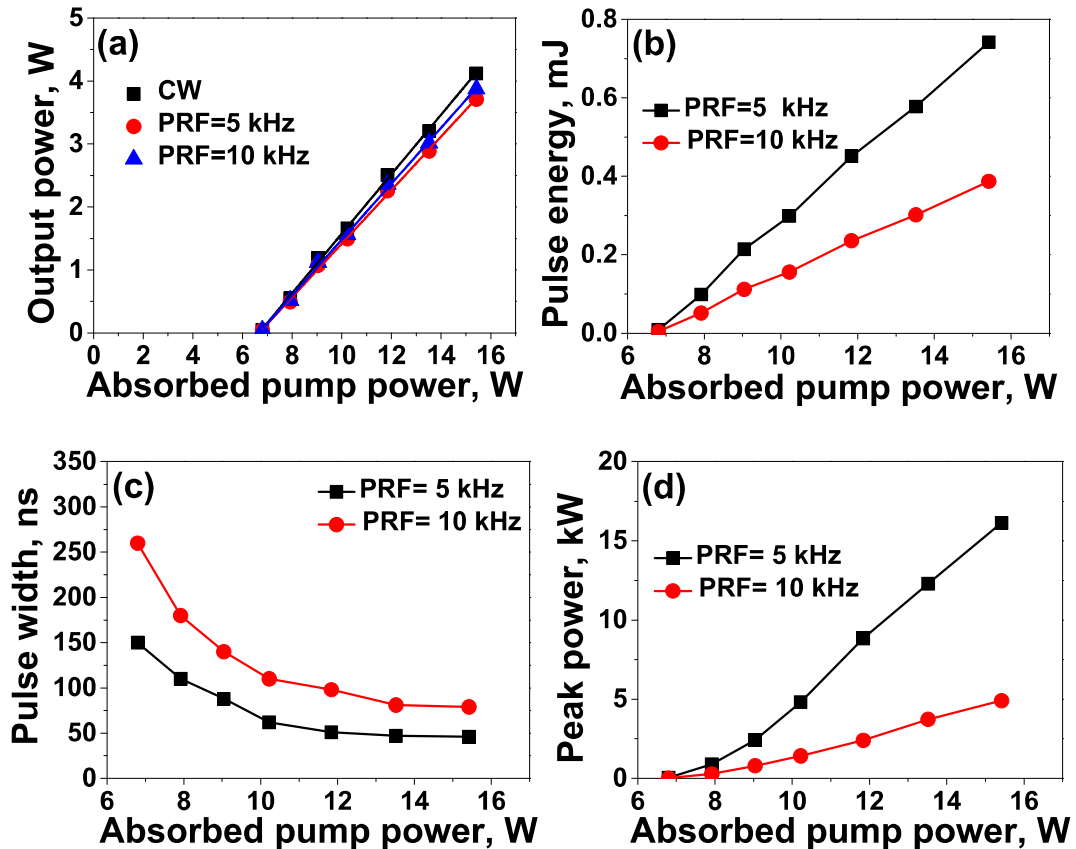 (a)
CW
PRF=5 kHz
PRF=10 kHz
Output power, W
5
4
3
2
1
0
0 2 4 6 8 10 12 14 16
Absorbed pump power, W
(b)
PRF=5 kHz
PRF=10 kHz
Pulse energy, mJ
0.8
0.6
0.4
0.2
0.0
6 8 10 12 14 16
Absorbed pump power, W
(c)
PRF= 5 kHz
PRF= 10 kHz
Pulse width, ns
350
300
250
200
150
100
50
0
6 8 10 12 14 16
Absorbed pump power, W
(d)
PRF= 5 kHz
PRF= 10 kHz
Peak power, kW
20
15
10
5
0
6 8 10 12 14 16
Absorbed pump power, W